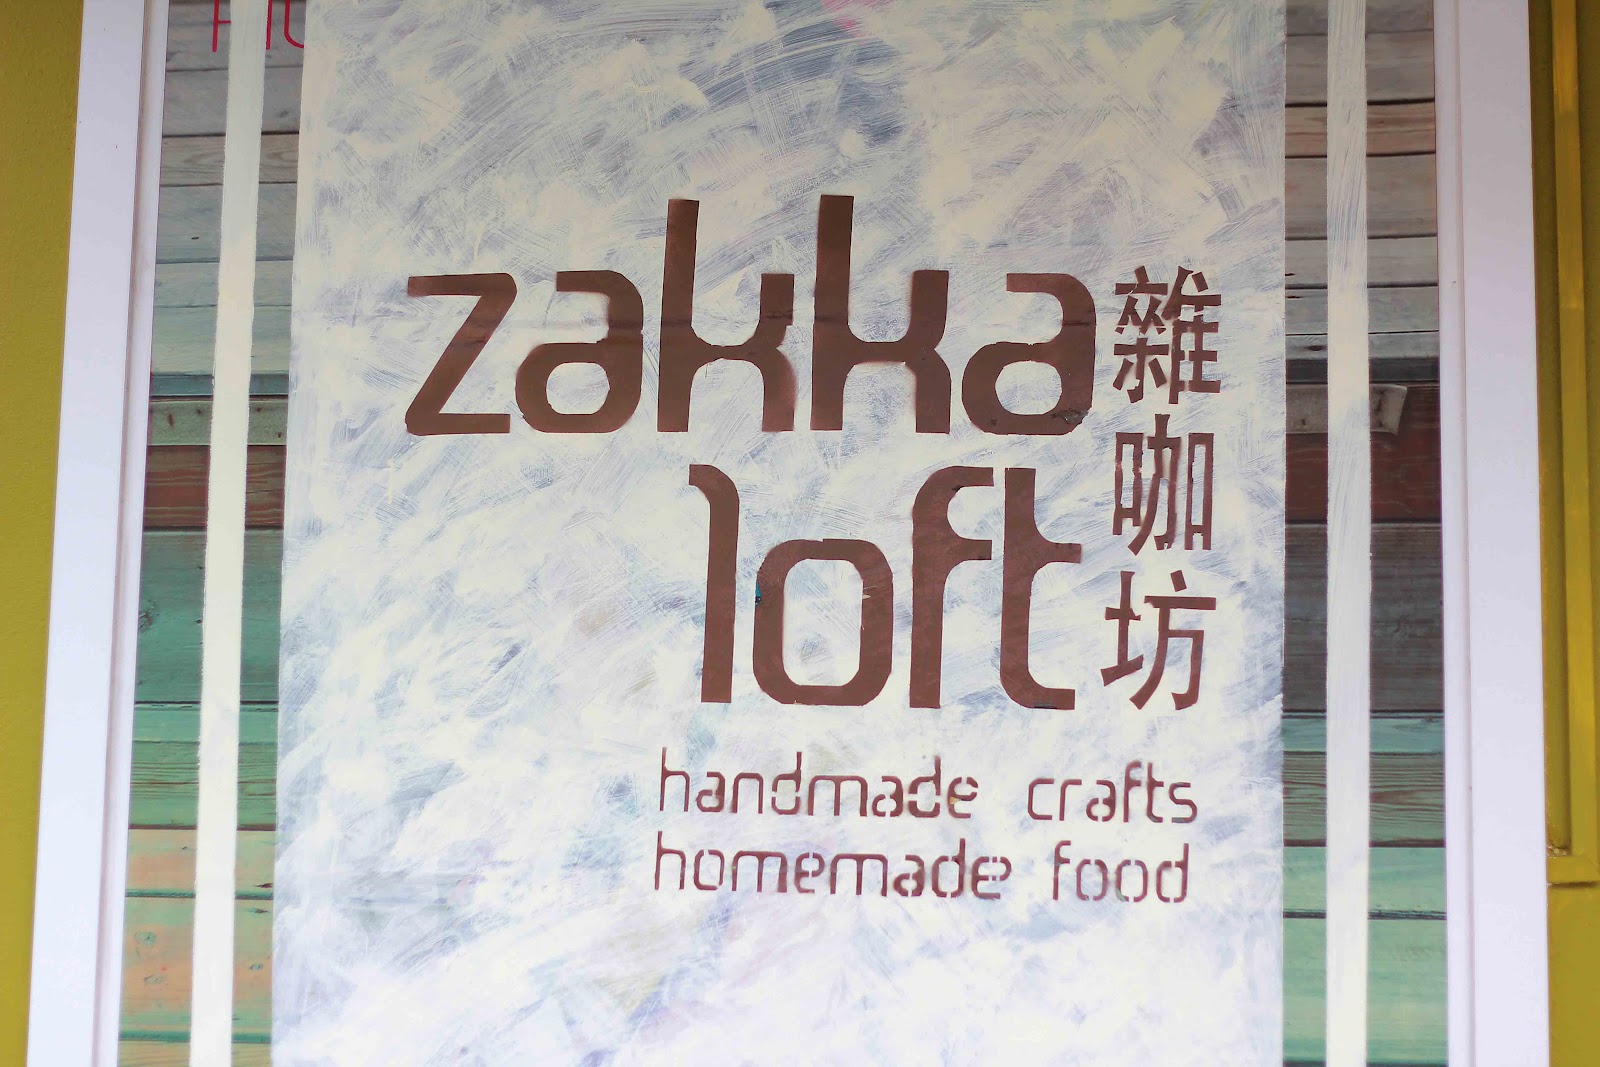 zakka
loft
雜咖坊
handmade crafts
homemade food